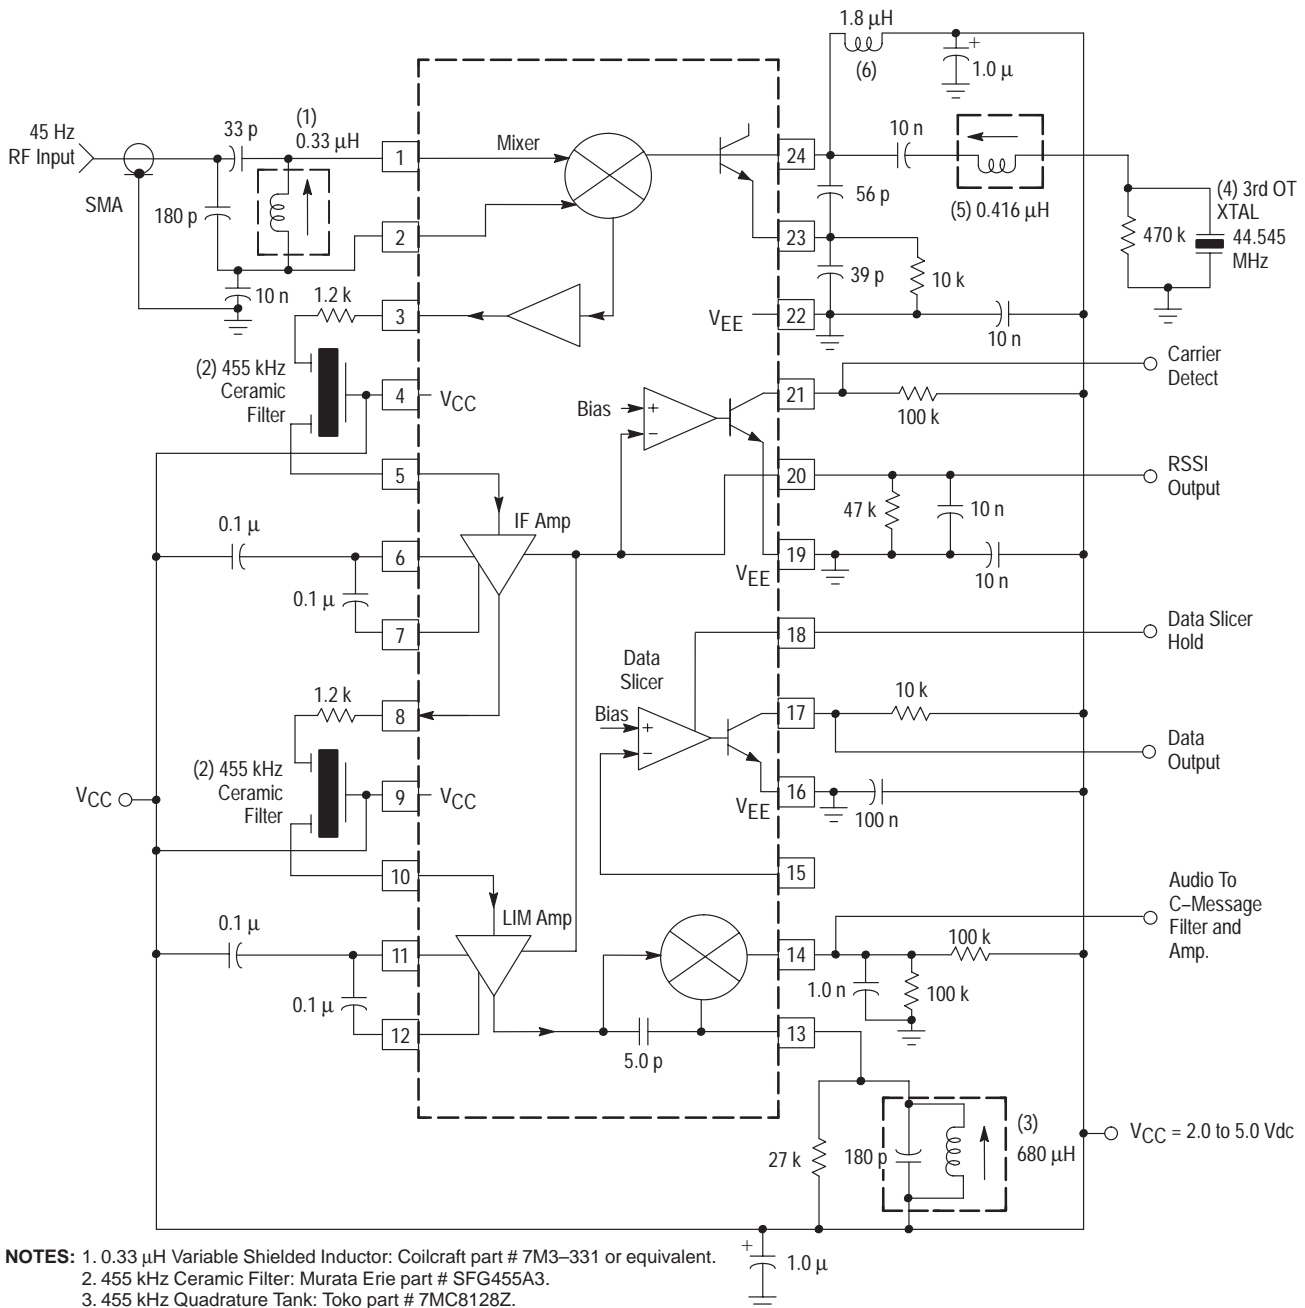 1.8 µH
(6)
+
1.0 µ
45 Hz
RF Input
SMA
33 p
(1)
0.33 µH
180 p
10 n
1
Mixer
24
10 n
(5) 0.416 µH
(4) 3rd OT
XTAL
44.545
MHz
470 k
56 p
2
23
39 p
10 k
1.2 k
3
VEE
22
10 n
(2) 455 kHz
Ceramic
Filter
4
VCC
Bias
+
−
21
100 k
Carrier
Detect
5
20
47 k
10 n
RSSI
Output
0.1 µ
6
IF Amp
VEE
19
10 n
0.1 µ
7
18
Data Slicer
Hold
Data
Slicer
1.2 k
8
Bias
+
−
17
10 k
Data
Output
(2) 455 kHz
Ceramic
Filter
VCC
9
VCC
VEE
16
100 n
10
15
LIM Amp
Audio To
C–Message
Filter and
Amp.
0.1 µ
11
14
100 k
1.0 n
100 k
0.1 µ
12
5.0 p
13
27 k
180 p
(3)
680 µH
VCC = 2.0 to 5.0 Vdc
+
1.0 µ
NOTES: 1. 0.33 µH Variable Shielded Inductor: Coilcraft part # 7M3–331 or equivalent.
2. 455 kHz Ceramic Filter: Murata Erie part # SFG455A3.
3. 455 kHz Quadrature Tank: Toko part # 7MC8128Z.